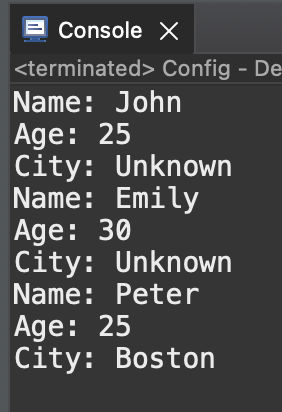 Console
<terminated> Config - De
Name: John
Age: 25
City: Unknown
Name: Emily
Age: 30
City: Unknown
Name: Peter
Age: 25
City: Boston